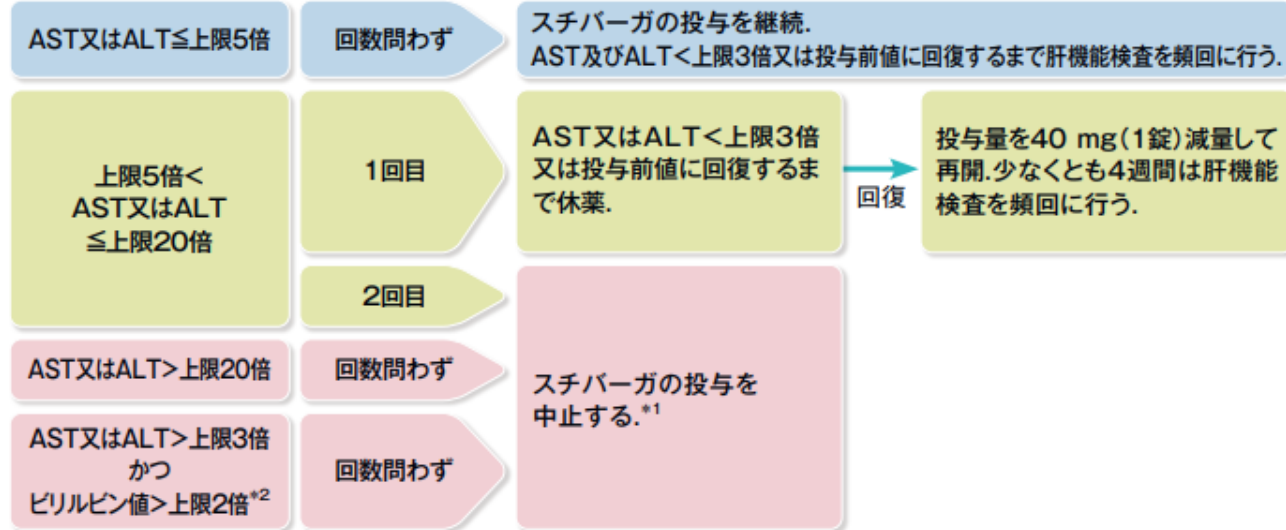 AST又はALT≦上限5倍
回数問わず
スチバーガの投与を継続.
AST及びALT<上限3倍又は投与前値に回復するまで肝機能検査を頻回に行う.
上限5倍<
AST又はALT
≦上限20倍
1回目
AST又はALT<上限3倍
又は投与前値に回復するま
で休薬.
回復
投与量を40 mg(1錠)減量して
再開.少なくとも4週間は肝機能
検査を頻回に行う.
2回目
AST又はALT>上限20倍
回数問わず
スチバーガの投与を
中止する.*1
AST又はALT>上限3倍
かつ
ビリルビン値>上限2倍*2
回数問わず